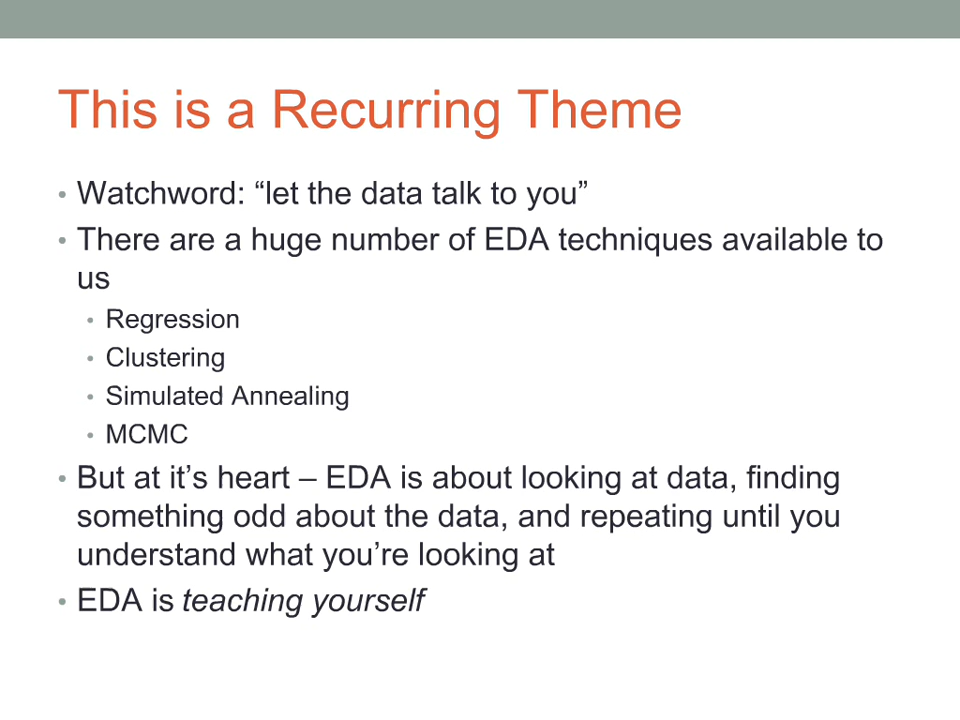 This is a Recurring Theme
• Watchword: “let the data talk to you”
• There are a huge number of EDA techniques available to
us
• Regression
• Clustering
• Simulated Annealing
• MCMC
• But at it’s heart – EDA is about looking at data, finding
something odd about the data, and repeating until you
understand what you’re looking at
• EDA is teaching yourself